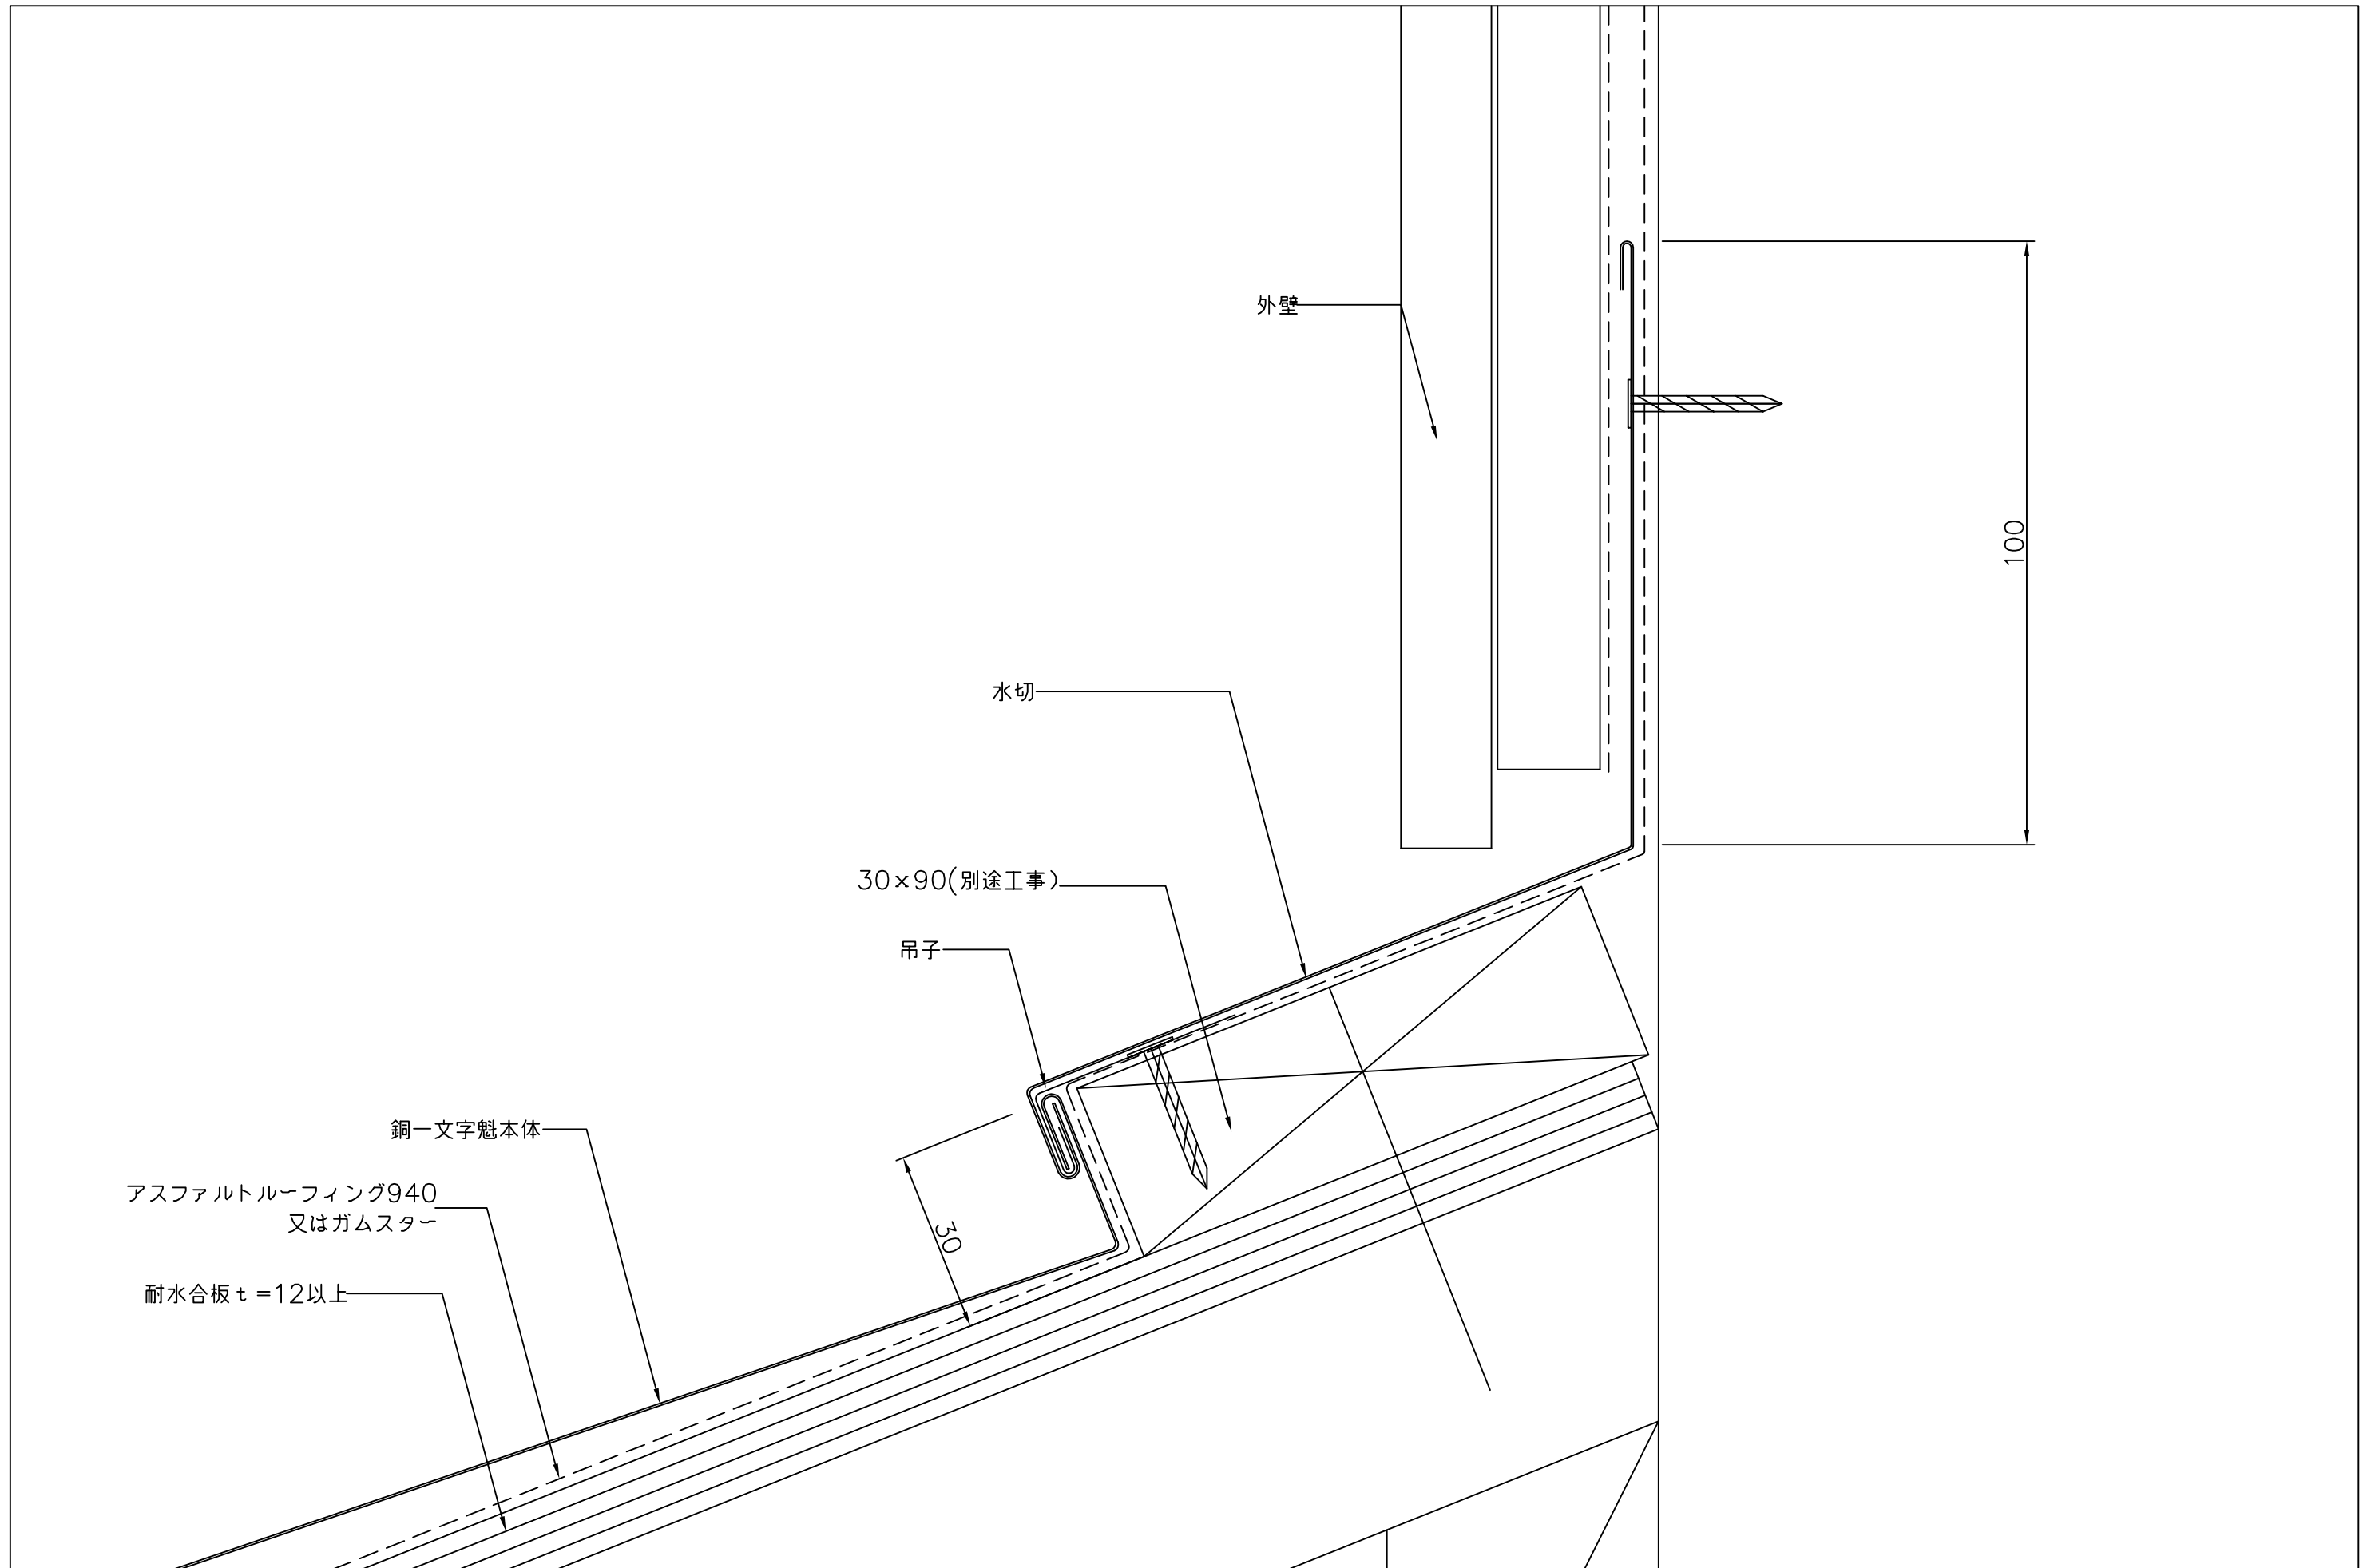 外壁
100
水切
30×90(別途工事)
吊子
銅一文字魁本体
アスファルトルーフィング940
又はガムスター
30
耐水合板t=12以上